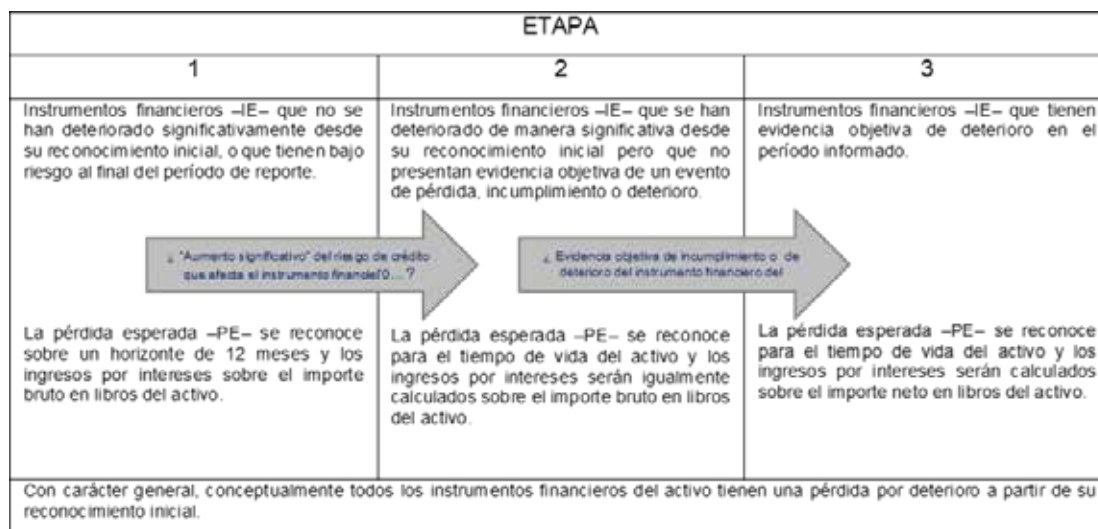 ETAPA
1
2
3
Instrumentos financieros –IE– que no se
han deteriorado significativamente desde
su reconocimiento inicial, o que tienen bajo
riesgo al final del período de reporte.
Instrumentos financieros –IE– que se han
deteriorado de manera significativa desde
su reconocimiento inicial pero que no
presentan evidencia objetiva de un evento
de pérdida, incumplimiento o deterioro.
Instrumentos financieros –IE– que tienen
evidencia objetiva de deterioro en el
período informado.
¿ "Aumento significativo" del riesgo de crédito
que afecta el instrumento financier0…?
¿ Evidencia objetiva de incumplimiento o de
deterioro del instrumento financiero del
La pérdida esperada –PE– se reconoce
sobre un horizonte de 12 meses y los
ingresos por intereses sobre el importe
bruto en libros del activo.
La pérdida esperada –PE– se reconoce
para el tiempo de vida del activo y los
ingresos por intereses serán igualmente
calculados sobre el importe bruto en libros
del activo.
La pérdida esperada –PE– se reconoce
para el tiempo de vida del activo y los
ingresos por intereses serán calculados
sobre el importe neto en libros del activo.
Con carácter general, conceptualmente todos los instrumentos financieros del activo tienen una pérdida por deterioro a partir de su
reconocimiento inicial.